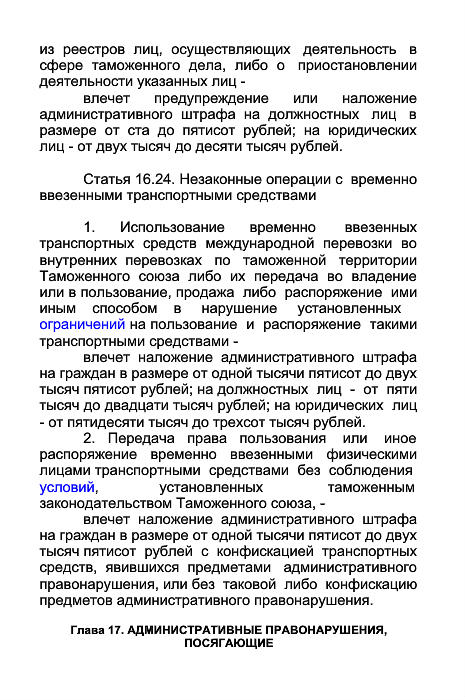 из реестров лиц, осуществляющих деятельность в
сфере таможенного дела, либо о приостановлении
деятельности указанных лиц -
влечет предупреждение или наложение
административного штрафа на должностных лиц в
размере от ста до пятисот рублей; на юридических
лиц - от двух тысяч до десяти тысяч рублей.
Статья 16.24. Незаконные операции с временно
ввезенными транспортными средствами
1. Использование временно ввезенных
транспортных средств международной перевозки во
внутренних перевозках по таможенной территории
Таможенного союза либо их передача во владение
или в пользование, продажа либо распоряжение ими
иным способом в нарушение установленных
ограничений на пользование и распоряжение такими
транспортными средствами -
влечет наложение административного штрафа
на граждан в размере от одной тысячи пятисот до двух
тысяч пятисот рублей; на должностных лиц - от пяти
тысяч до двадцати тысяч рублей; на юридических лиц
- от пятидесяти тысяч до трехсот тысяч рублей.
2. Передача права пользования или иное
распоряжение временно ввезенными физическими
лицами транспортными средствами без соблюдения
условий, установленных таможенным
законодательством Таможенного союза, -
влечет наложение административного штрафа
на граждан в размере от одной тысячи пятисот до двух
тысяч пятисот рублей с конфискацией транспортных
средств, явившихся предметами административного
правонарушения, или без таковой либо конфискацию
предметов административного правонарушения.
Глава 17. АДМИНИСТРАТИВНЫЕ ПРАВОНАРУШЕНИЯ,
ПОСЯГАЮЩИЕ